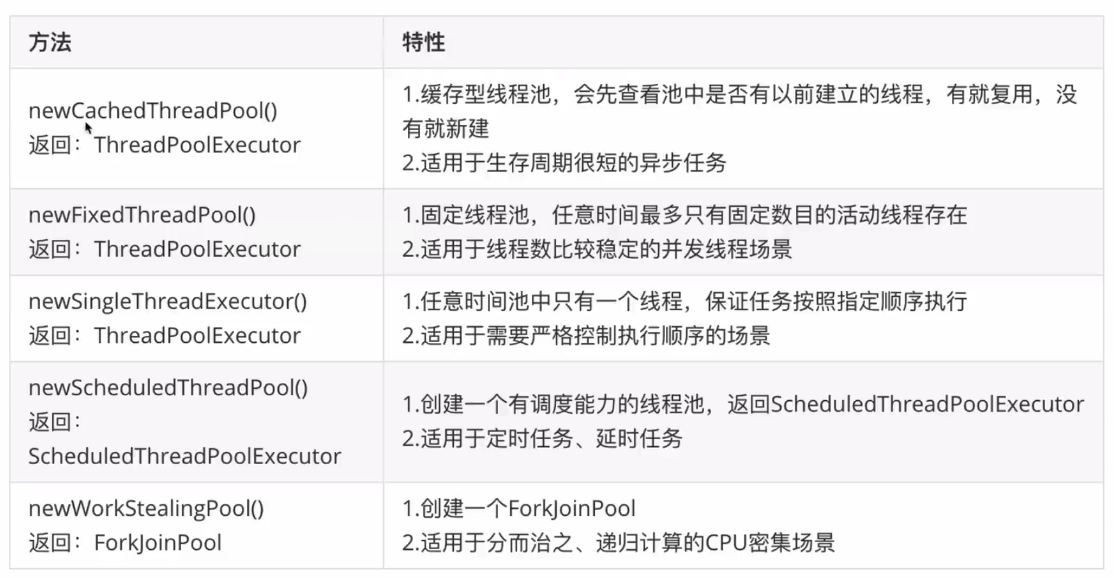 方法
特性
newCachedThreadPool()
返回：ThreadPoolExecutor
1.缓存型线程池，会先查看池中是否有以前建立的线程，有就复用，没
有就新建
2.适用于生存周期很短的异步任务
newFixedThreadPool()
返回：ThreadPoolExecutor
1.固定线程池，任意时间最多只有固定数目的活动线程存在
2.适用于线程数比较稳定的并发线程场景
newSingleThreadExecutor()
返回：ThreadPoolExecutor
1.任意时间池中只有一个线程，保证任务按照指定顺序执行
2.适用于需要严格控制执行顺序的场景
newScheduledThreadPool()
返回：
ScheduledThreadPoolExecutor
1.创建一个有调度能力的线程池，返回ScheduledThreadPoolExecutor
2.适用于定时任务、延时任务
newWorkStealingPool()
返回：ForkJoinPool
1.创建一个ForkJoinPool
2.适用于分而治之、递归计算的CPU密集场景